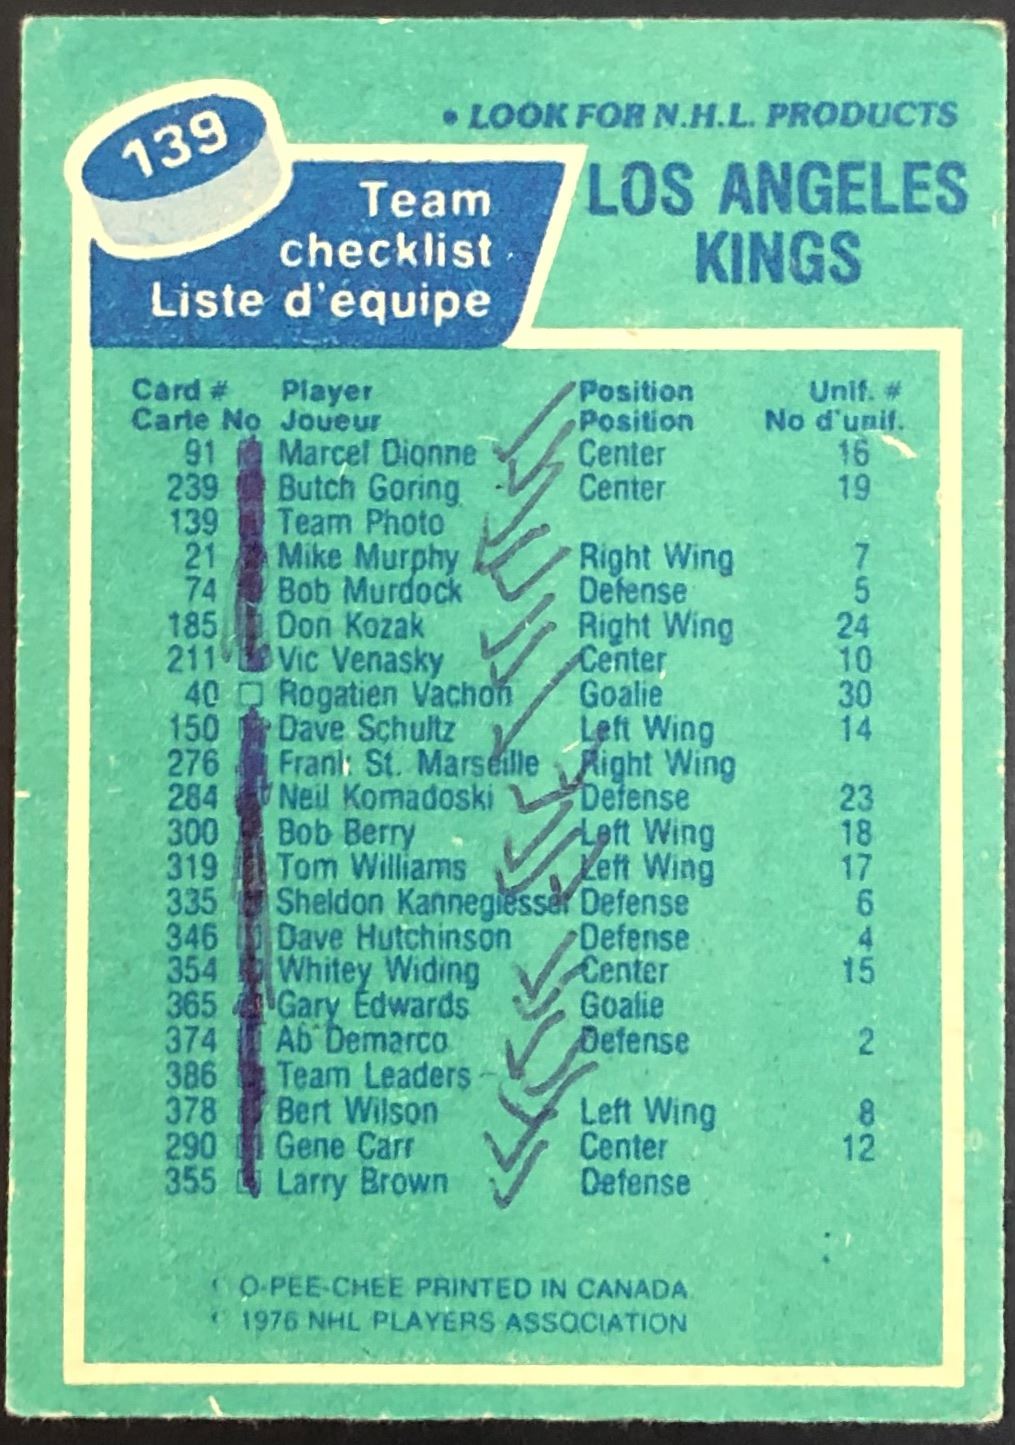 139
• LOOK FOR N.H.L. PRODUCTS
Team
checklist
Liste d'équipe
LOS ANGELES
KINGS
Card # Player Position Unif. #
Carte No Joueur Position No d'unif.
91 Marcel Dionne Center 16
239 Butch Goring Center 19
139 Team Photo
21 Mike Murphy Right Wing 7
74 Bob Murdock Defense 5
185 Don Kozak Right Wing 24
211 Vic Venasky Center 10
40 Rogatien Vachon Goalie 30
150 Dave Schultz Left Wing 14
276 Frank St. Marseille Right Wing
284 Neil Komadoski Defense 23
300 Bob Berry Left Wing 18
319 Tom Williams Left Wing 17
335 Sheldon Kannegiesser Defense 6
346 Dave Hutchinson Defense 4
354 Whitey Widing Center 15
365 Gary Edwards Goalie
374 Ab Demarco Defense 2
386 Team Leaders
378 Bert Wilson Left Wing 8
290 Gene Carr Center 12
355 Larry Brown Defense
© O-PEE-CHEE PRINTED IN CANADA
© 1976 NHL PLAYERS ASSOCIATION